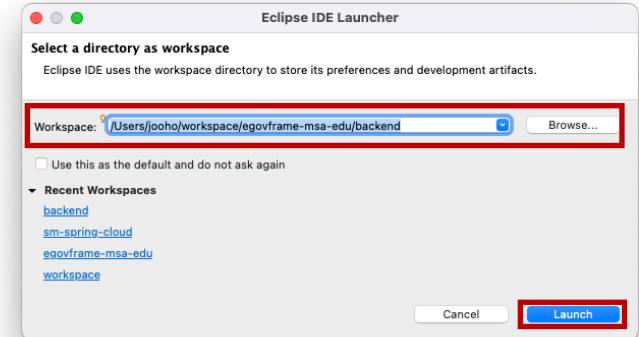 Eclipse IDE Launcher
Select a directory as workspace
Eclipse IDE uses the workspace directory to store its preferences and development artifacts.
Workspace: /Users/jooho/workspace/egovframe-msa-edu/backend Browse...
Use this as the default and do not ask again
Recent Workspaces
backend
sm-spring-cloud
egovframe-msa-edu
workspace
Cancel Launch